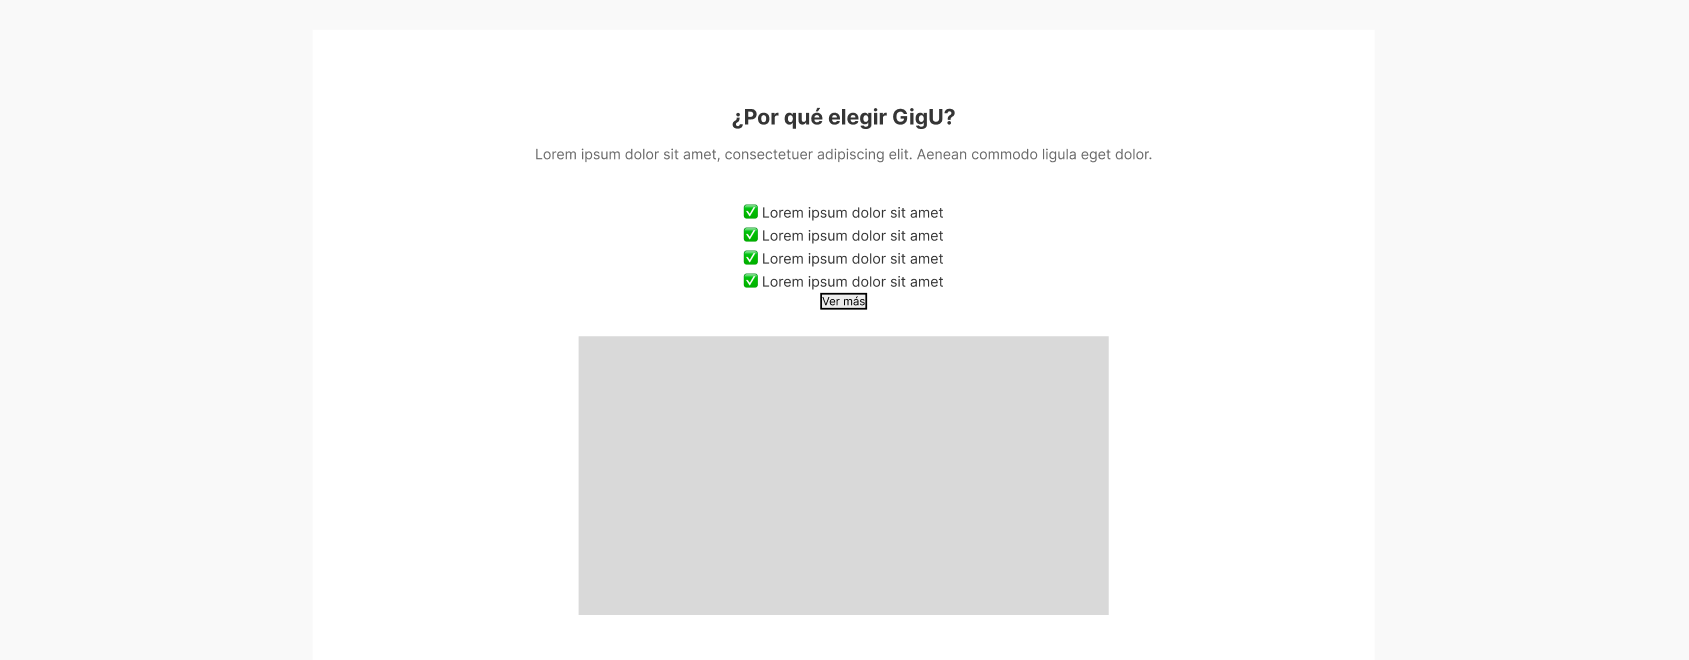 ¿Por qué elegir GigU?
Lorem ipsum dolor sit amet, consectetuer adipiscing elit. Aenean commodo ligula eget dolor.
✅ Lorem ipsum dolor sit amet
✅ Lorem ipsum dolor sit amet
✅ Lorem ipsum dolor sit amet
✅ Lorem ipsum dolor sit amet
Ver más